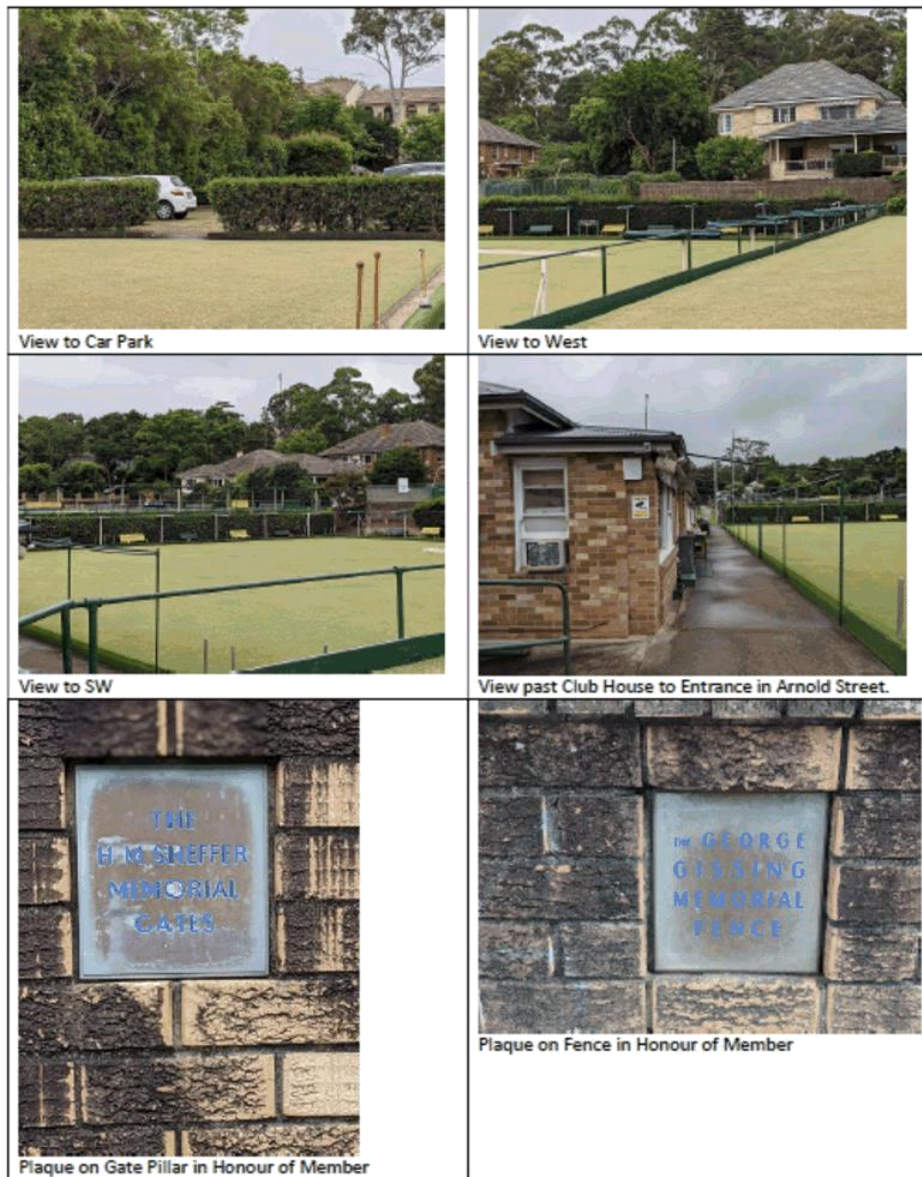 View to Car Park
View to West
View to SW
View past Club House to Entrance in Arnold Street.
THE
H M SHEFFER
MEMORIAL
GATES
Plaque on Gate Pillar in Honour of Member
THE GEORGE
GISSING
MEMORIAL
FENCE
Plaque on Fence in Honour of Member